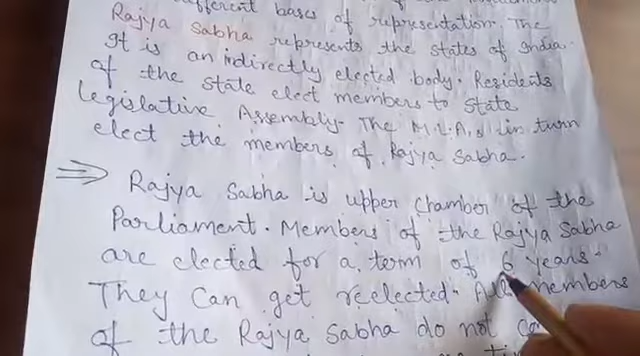 different bases of representation. The
Rajya Sabha represents the states of India.
It is an indirectly elected body. Residents
of the state elect members to state
legislative Assembly. The M.L.A,s in turn
elect the members of Rajya Sabha.
⇒ Rajya Sabha is upper chamber of the
Parliament. Members of the Rajya Sabha
are elected for a term of 6 years.
They can get reelected. All members
of the Rajya Sabha do not